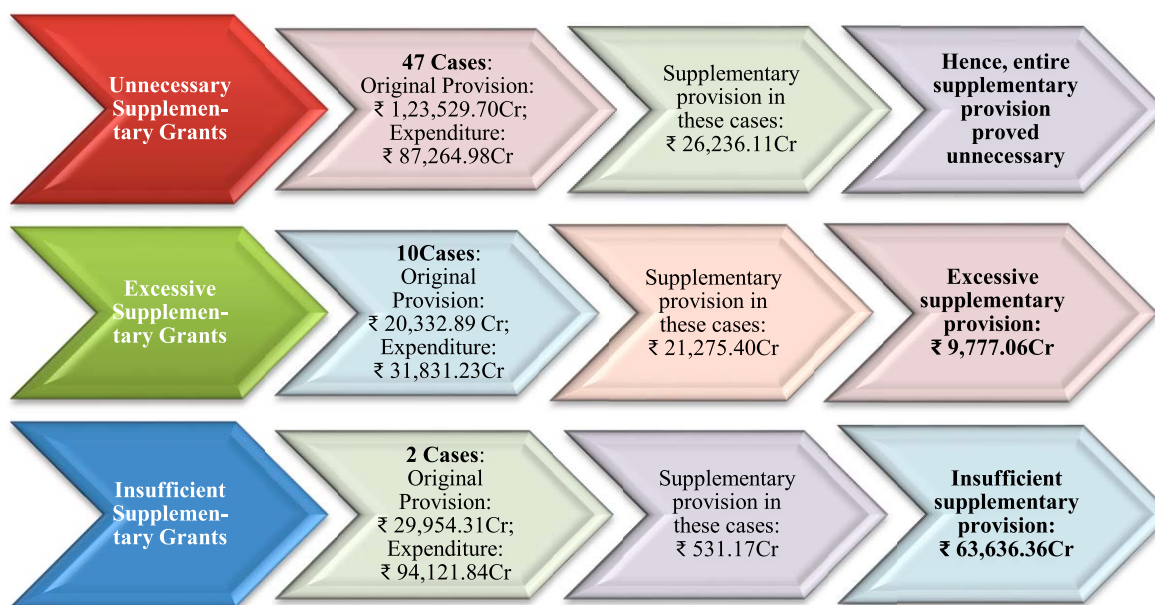 Unnecessary
Supplemen-
tary Grants
47 Cases:
Original Provision:
₹ 1,23,529.70Cr;
Expenditure:
₹ 87,264.98Cr
Supplementary
provision in
these cases:
₹ 26,236.11Cr
Hence, entire
supplementary
provision
proved
unnecessary
Excessive
Supplemen-
tary Grants
10Cases:
Original
Provision:
₹ 20,332.89 Cr;
Expenditure:
₹ 31,831.23Cr
Supplementary
provision in
these cases:
₹ 21,275.40Cr
Excessive
supplementary
provision:
₹ 9,777.06Cr
Insufficient
Supplemen-
tary Grants
2 Cases:
Original
Provision:
₹ 29,954.31Cr;
Expenditure:
₹ 94,121.84Cr
Supplementary
provision in
these cases:
₹ 531.17Cr
Insufficient
supplementary
provision:
₹ 63,636.36Cr